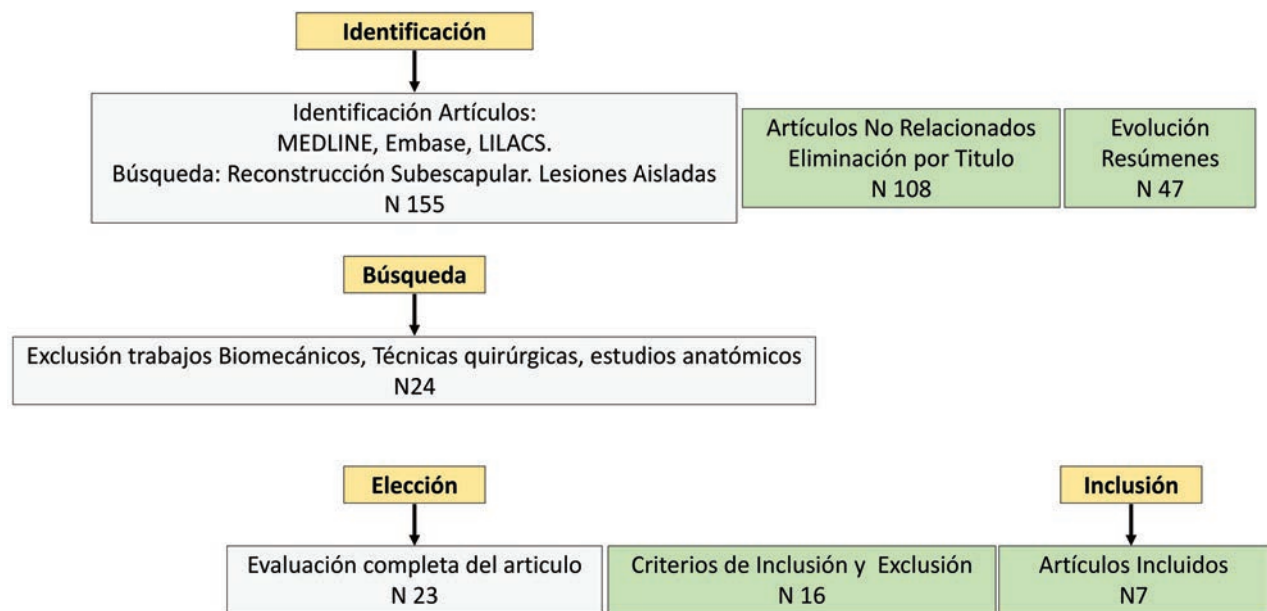 Identificación
Identificación Artículos:
MEDLINE, Embase, LILACS.
Búsqueda: Reconstrucción Subescapular. Lesiones Aisladas
N 155
Artículos No Relacionados
Eliminación por Titulo
N 108
Evolución
Resúmenes
N 47
Búsqueda
Exclusión trabajos Biomecánicos, Técnicas quirúrgicas, estudios anatómicos
N24
Elección
Evaluación completa del articulo
N 23
Criterios de Inclusión y Exclusión
N 16
Inclusión
Artículos Incluidos
N7